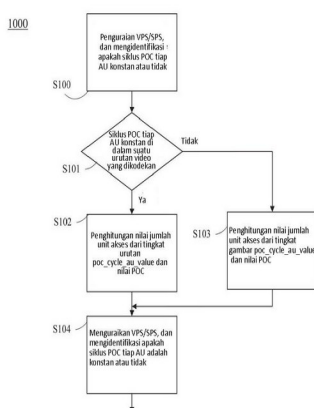 1000
Penguraian VPS/SPS,
dan mengidentifikasi
apakah siklus POC tiap
AU konstan atau tidak
S100
Siklus POC tiap
AU konstan di
dalam suatu
urutan video
yang dikodekan
S101
Tidak
Ya
S102
Penghitungan nilai jumlah
unit akses dari tingkat
urutan
poc_cycle_au_value dan
nilai POC
S103
Penghitungan nilai jumlah
unit akses dari tingkat
gambar poc_cycle_au_value
dan nilai POC
S104
Menguraikan VPS/SPS, dan
mengidentifikasi apakah
siklus POC tiap AU adalah
konstan atau tidak